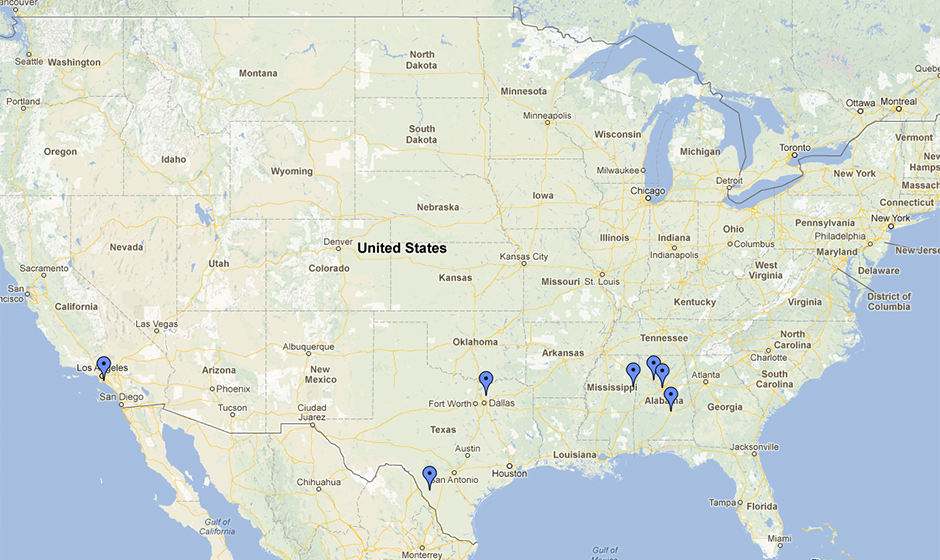 ancouver
Seattle
Washington
Portland
Oregon
Idaho
Montana
North
Dakota
South
Dakota
Wyoming
Nebraska
Minnesota
Minneapolis
Wisconsin
Milwaukee
Chicago
Michigan
Detroit
Toronto
Ottawa
Montreal
Quebe
Vermont
New
Hamps
New York
Massach
Connecticut
New York
Pennsylvania
Philadelphia
New Jerse
Maryland
Delaware
District of
Columbia
Iowa
Illinois
Indiana
Indianapolis
Ohio
Columbus
West
Virginia
Virginia
Kentucky
Nevada
Utah
Denver
Colorado
United States
Kansas
Kansas City
Missouri
St. Louis
Sacramento
San
ncisco
California
Las Vegas
Los Angeles
San Diego
Arizona
Phoenix
Tucson
Albuquerque
New
Mexico
Ciudad
Juarez
Oklahoma
Arkansas
Tennessee
North
Carolina
Charlotte
South
Carolina
Atlanta
Georgia
Mississippi
Alabama
Fort Worth
Dallas
Texas
Austin
San Antonio
Houston
Louisiana
Jacksonville
Tampa
Florida
Miami
Chihuahua
Monterrey
Gulf of
California
Gulf of